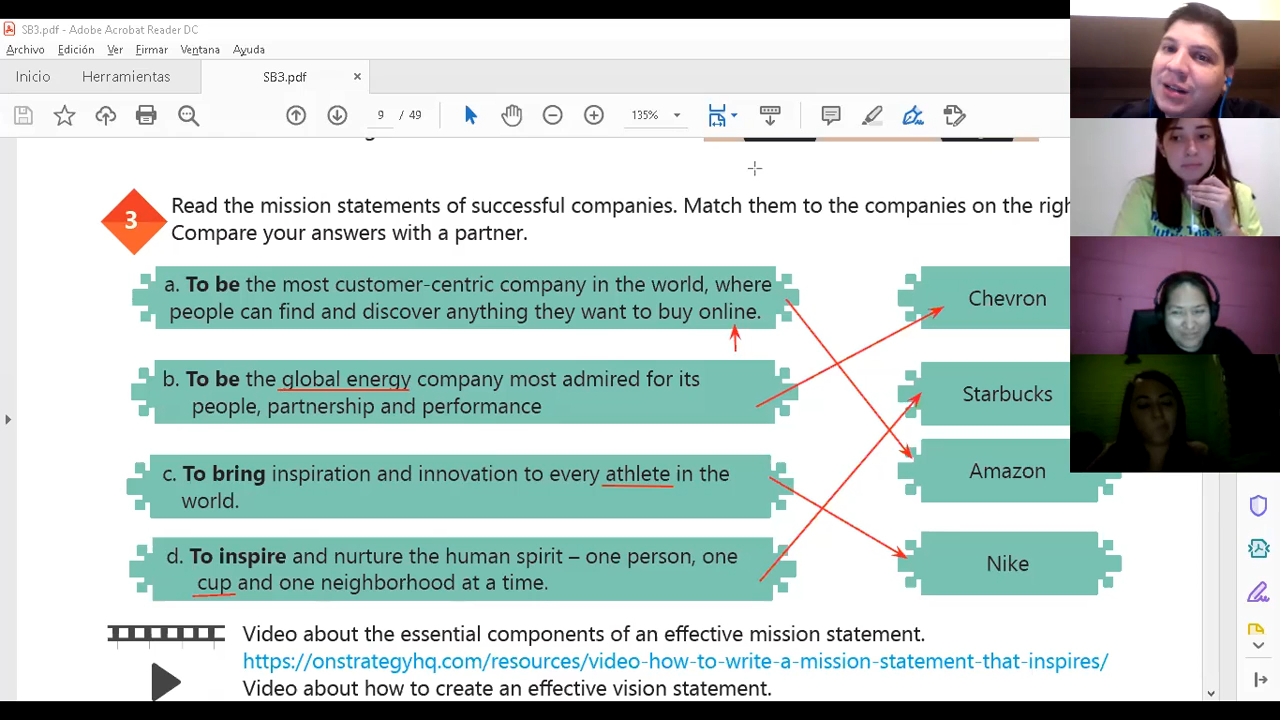 SB3.pdf - Adobe Acrobat Reader DC
Archivo Edición Ver Firmar Ventana Ayuda
Inicio Herramientas SB3.pdf ×
9 / 49 135%
3
Read the mission statements of successful companies. Match them to the companies on the
Compare your answers with a partner.
a. To be the most customer-centric company in the world, where
people can find and discover anything they want to buy online.
Chevron
b. To be the global energy company most admired for its
people, partnership and performance
Starbucks
c. To bring inspiration and innovation to every athlete in the
world.
Amazon
d. To inspire and nurture the human spirit – one person, one
cup and one neighborhood at a time.
Nike
Video about the essential components of an effective mission statement.
https://onstrategyhq.com/resources/video-how-to-write-a-mission-statement-that-inspires/
Video about how to create an effective vision statement.